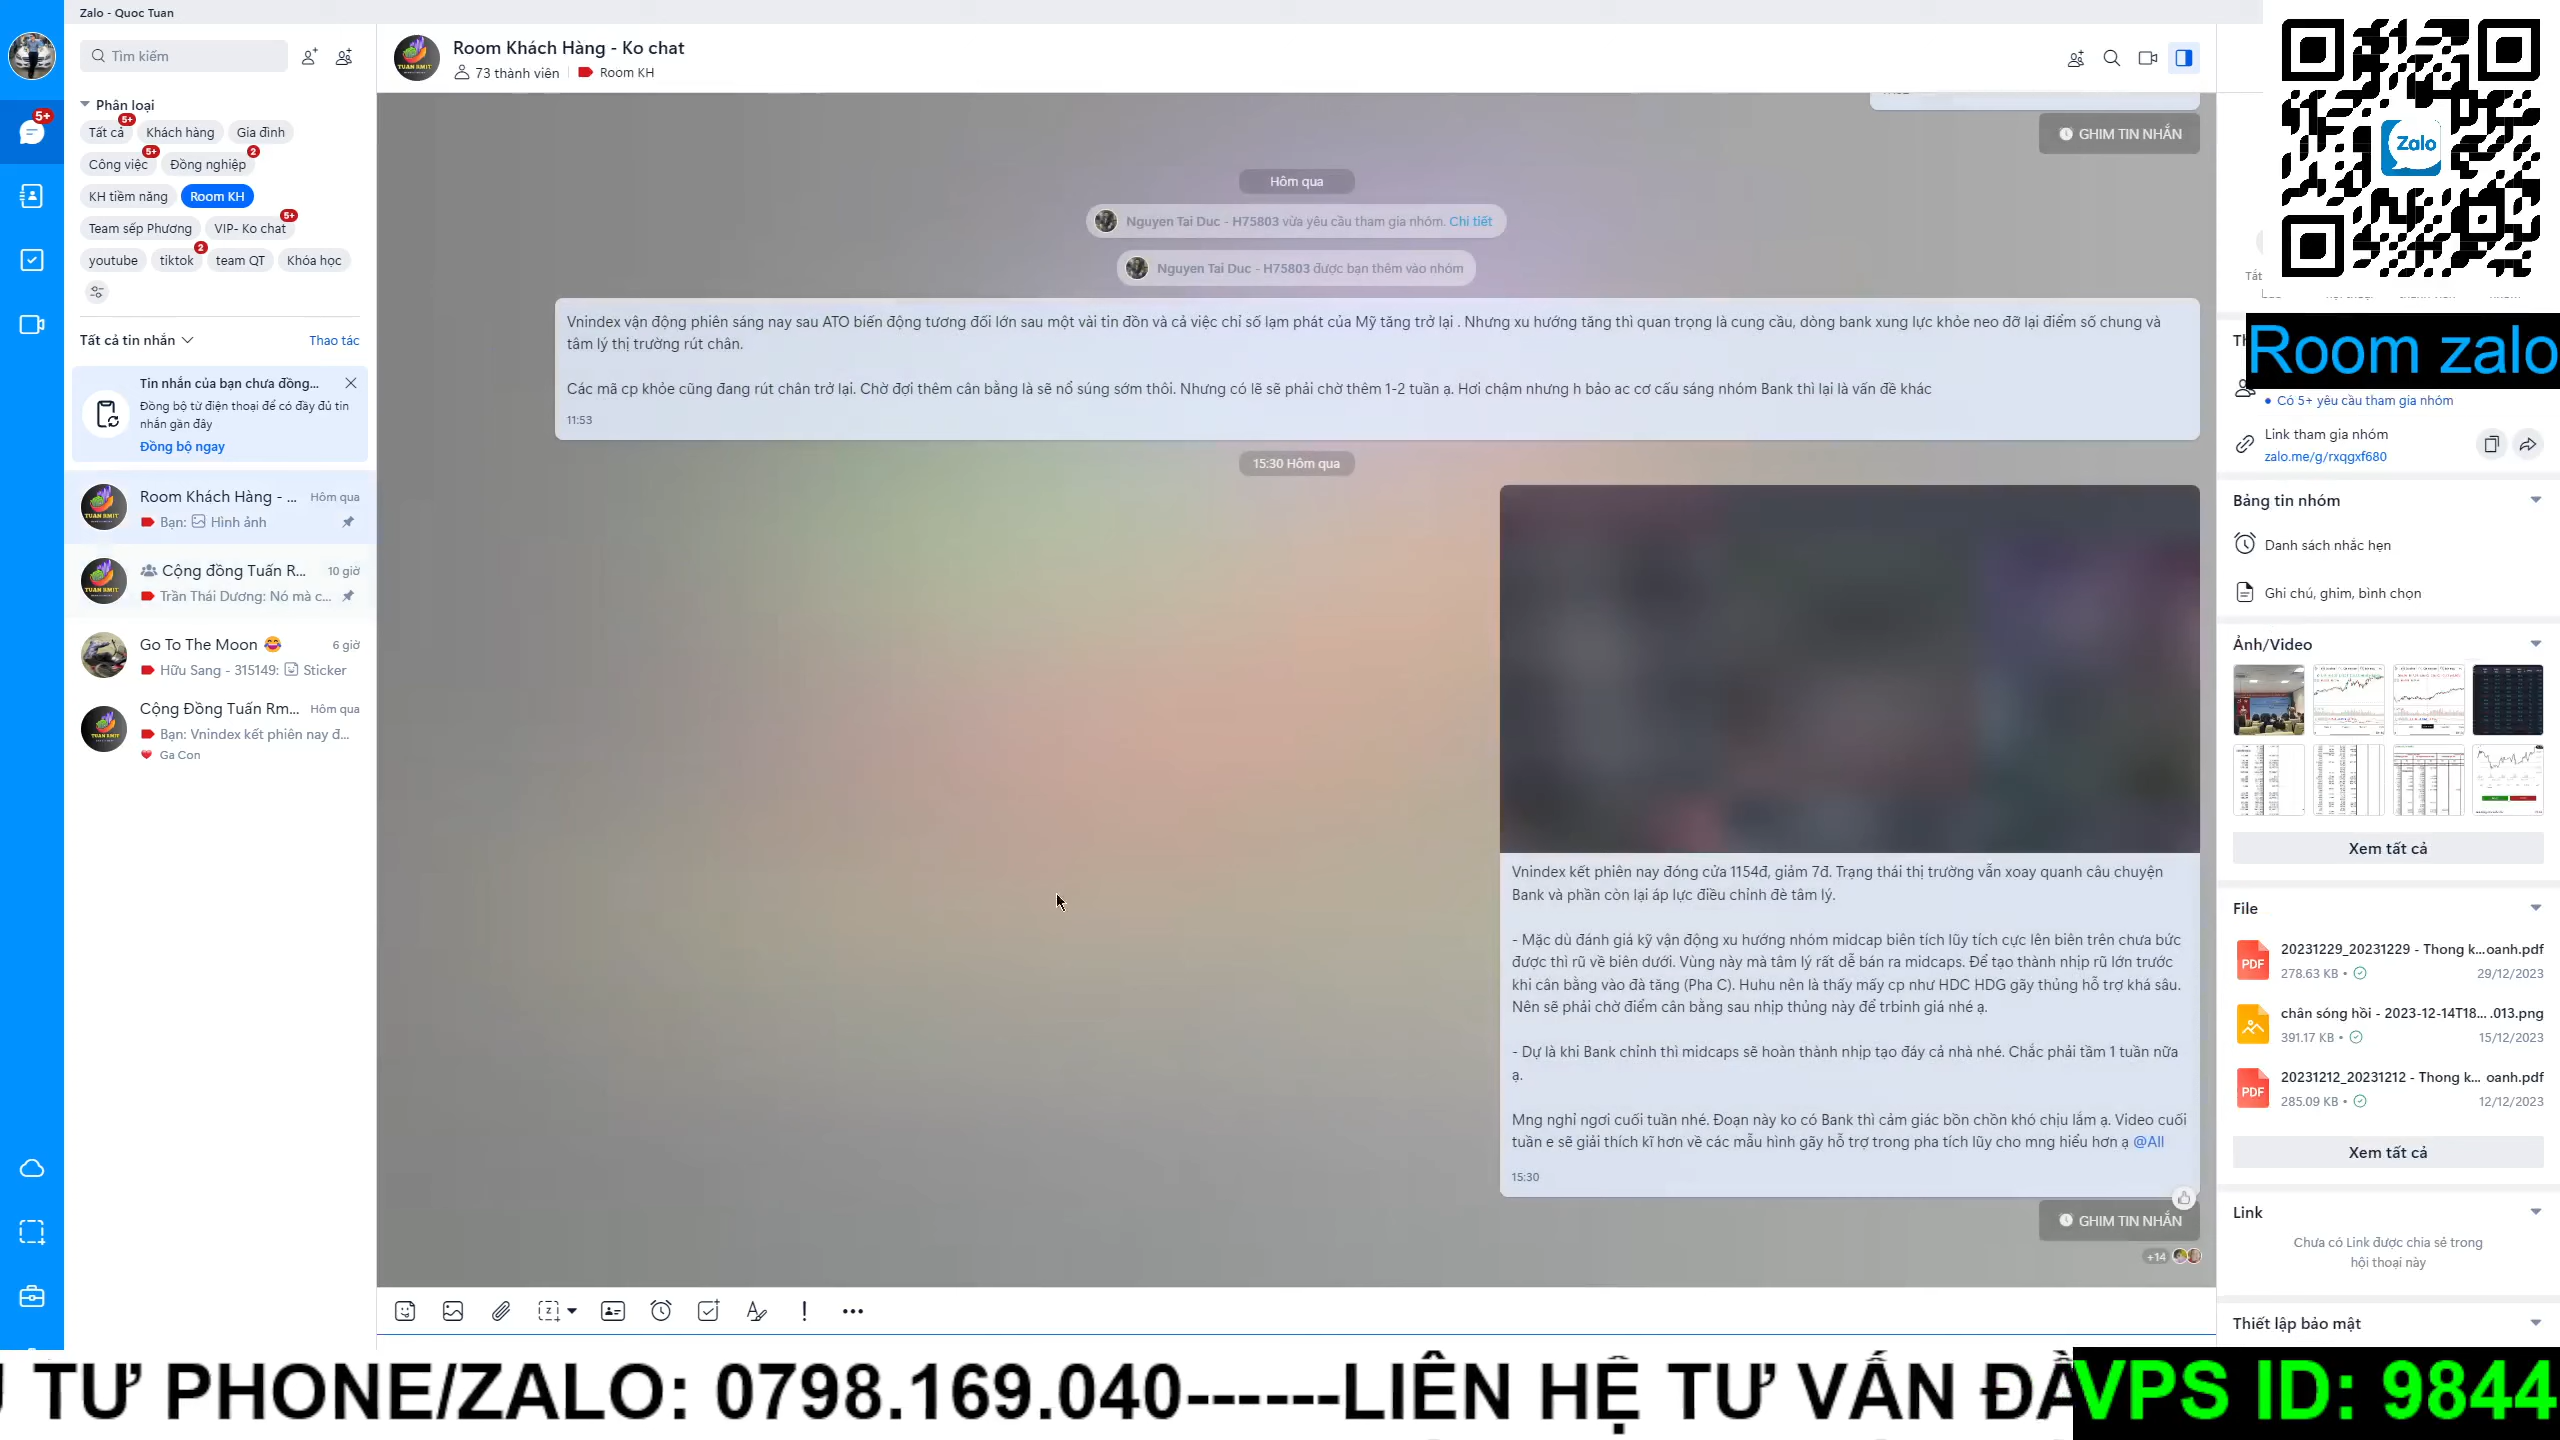 Zalo - Quoc Tuan
Tìm kiếm
Phân loại
Tất cả 5+ Khách hàng Gia đình
Công việc 5+ Đồng nghiệp 2
KH tiềm năng Room KH
Team sếp Phương VIP- Ko chat 5+
youtube tiktok 2 team QT Khóa học
5+
Tất cả tin nhắn Thao tác
Tin nhắn của bạn chưa đồng...
Đồng bộ từ điện thoại để có đầy đủ tin
nhắn gần đây
Đồng bộ ngay
Room Khách Hàng - ... Hôm qua
Bạn: Hình ảnh
Cộng đồng Tuấn R... 10 giờ
Trần Thái Dương: Nó mà c...
Go To The Moon 😂 6 giờ
Hữu Sang - 315149: Sticker
Cộng Đồng Tuấn Rm... Hôm qua
Bạn: Vnindex kết phiên nay đ...
Ga Con
Room Khách Hàng - Ko chat
73 thành viên Room KH
GHIM TIN NHẮN
Hôm qua
Nguyen Tai Duc - H75803 vừa yêu cầu tham gia nhóm. Chi tiết
Nguyen Tai Duc - H75803 được bạn thêm vào nhóm
Vnindex vận động phiên sáng nay sau ATO biến động tương đối lớn sau một vài tin đồn và cả việc chỉ số lạm phát của Mỹ tăng trở lại . Nhưng xu hướng tăng thì quan trọng là cung cầu, dòng bank xung lực khỏe neo đỡ lại điểm số chung và
tâm lý thị trường rút chân.
Các mã cp khỏe cũng đang rút chân trở lại. Chờ đợi thêm cân bằng là sẽ nổ súng sớm thôi. Nhưng có lẽ sẽ phải chờ thêm 1-2 tuần ạ. Hơi chậm nhưng h bảo ac cơ cấu sáng nhóm Bank thì lại là vấn đề khác
11:53
15:30 Hôm qua
Vnindex kết phiên nay đóng cửa 1154đ, giảm 7đ. Trạng thái thị trường vẫn xoay quanh câu chuyện
Bank và phần còn lại áp lực điều chỉnh đè tâm lý.
- Mặc dù đánh giá kỹ vận động xu hướng nhóm midcap biên tích lũy tích cực lên biên trên chưa bức
được thì rũ về biên dưới. Vùng này mà tâm lý rất dễ bán ra midcaps. Để tạo thành nhịp rũ lớn trước
khi cân bằng vào đà tăng (Pha C). Huhu nên là thấy mấy cp như HDC HDG gãy thủng hỗ trợ khá sâu.
Nên sẽ phải chờ điểm cân bằng sau nhịp thủng này để trbinh giá nhé ạ.
- Dự là khi Bank chỉnh thì midcaps sẽ hoàn thành nhịp tạo đáy cả nhà nhé. Chắc phải tầm 1 tuần nữa
ạ.
Mng nghỉ ngơi cuối tuần nhé. Đoạn này ko có Bank thì cảm giác bồn chồn khó chịu lắm ạ. Video cuối
tuần e sẽ giải thích kĩ hơn về các mẫu hình gãy hỗ trợ trong pha tích lũy cho mng hiểu hơn ạ @All
15:30
GHIM TIN NHẮN
+14
Zalo
Tắt
Room zalo
Có 5+ yêu cầu tham gia nhóm
Link tham gia nhóm
zalo.me/g/rxqgxf680
Bảng tin nhóm
Danh sách nhắc hẹn
Ghi chú, ghim, bình chọn
Ảnh/Video
Xem tất cả
File
PDF 20231229_20231229 - Thong k...oanh.pdf
278.63 KB • 29/12/2023
chân sóng hồi - 2023-12-14T18... .013.png
391.17 KB • 15/12/2023
PDF 20231212_20231212 - Thong k... oanh.pdf
285.09 KB • 12/12/2023
Xem tất cả
Link
Chưa có Link được chia sẻ trong
hội thoại này
Thiết lập bảo mật
TƯ PHONE/ZALO: 0798.169.040------LIÊN HỆ TƯ VẤN
VPS ID: 9844